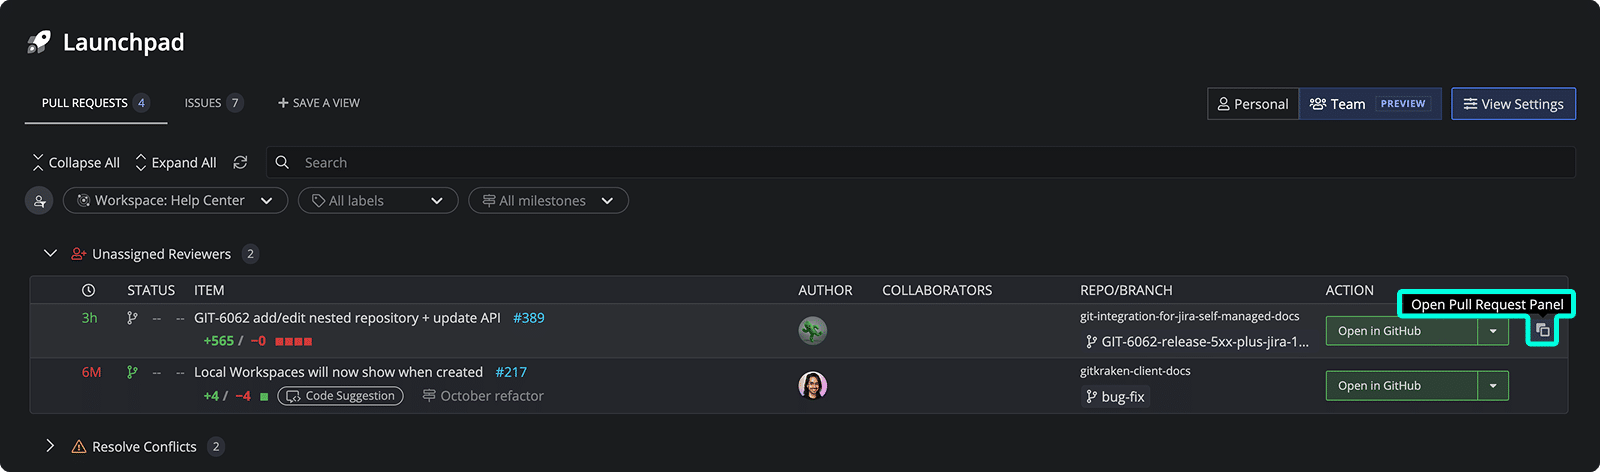 Launchpad
PULL REQUESTS 4 ISSUES 7 + SAVE A VIEW Personal Team PREVIEW View Settings
Collapse All Expand All Search
Workspace: Help Center All labels All milestones
Unassigned Reviewers 2
STATUS ITEM AUTHOR COLLABORATORS REPO/BRANCH ACTION
Open Pull Request Panel
3h -- -- GIT-6062 add/edit nested repository + update API #389 git-integration-for-jira-self-managed-docs Open in GitHub
+565 / −0 GIT-6062-release-5xx-plus-jira-1...
6M -- -- Local Workspaces will now show when created #217 gitkraken-client-docs Open in GitHub
+4 / −4 Code Suggestion October refactor bug-fix
Resolve Conflicts 2